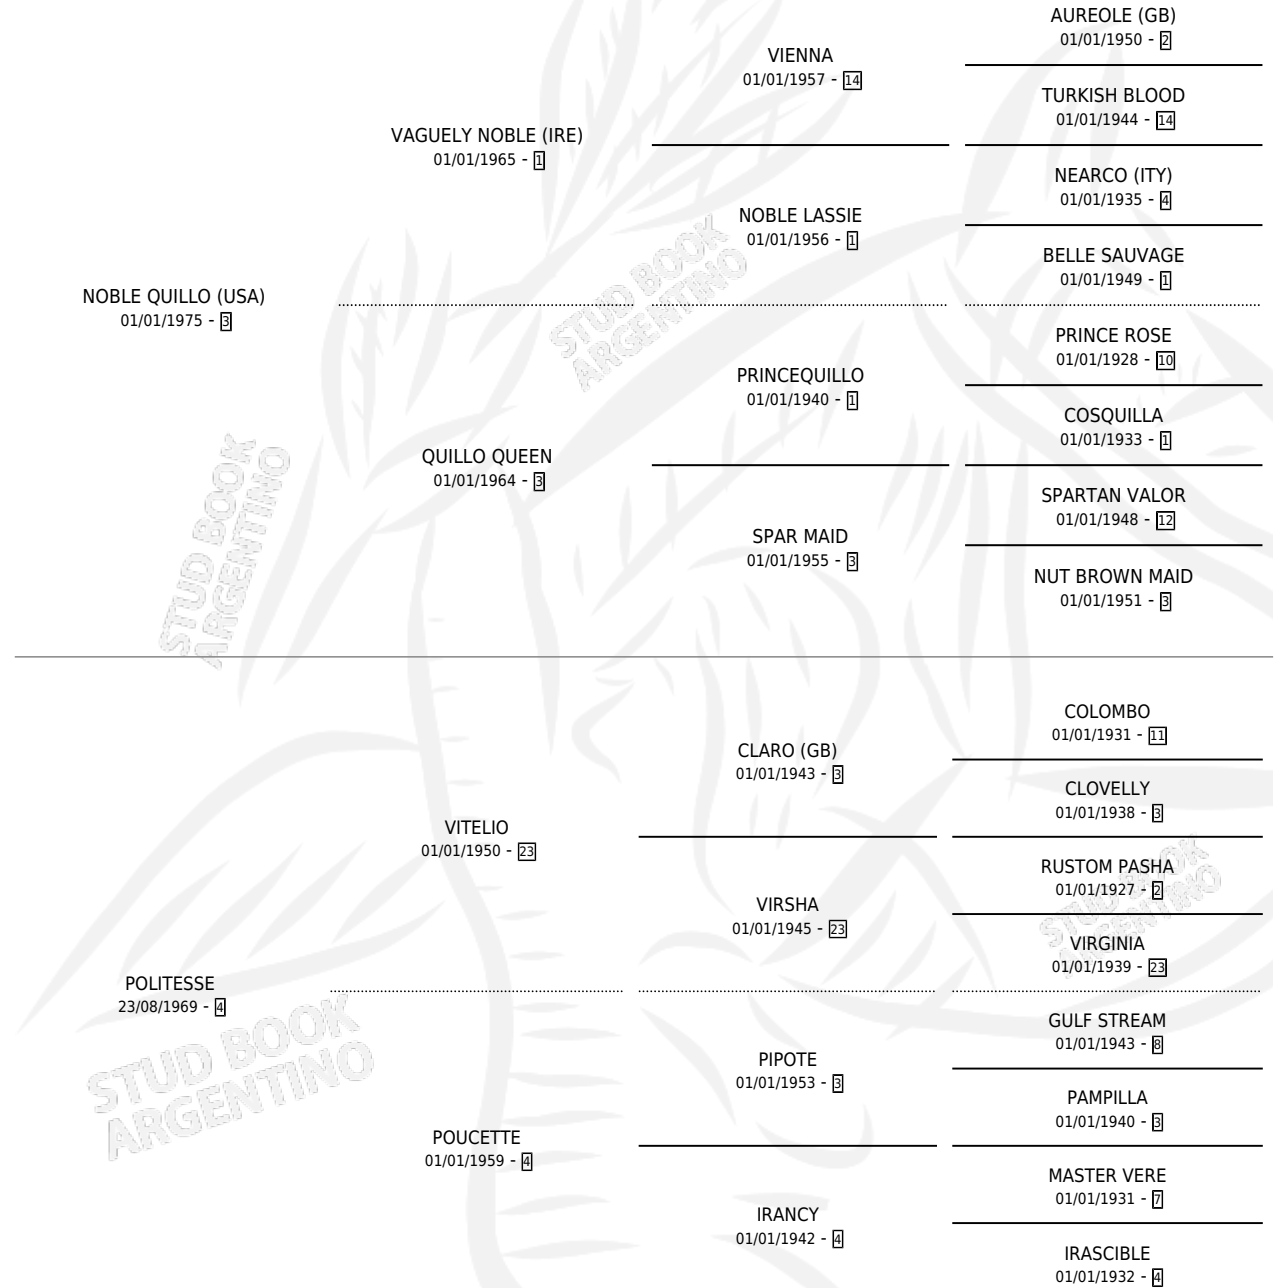 AUREOLE (GB)
01/01/1950 - 2
VIENNA
01/01/1957 - 14
TURKISH BLOOD
01/01/1944 - 14
VAGUELY NOBLE (IRE)
01/01/1965 - 1
NEARCO (ITY)
01/01/1935 - 4
NOBLE LASSIE
01/01/1956 - 1
BELLE SAUVAGE
01/01/1949 - 1
NOBLE QUILLO (USA)
01/01/1975 - 3
STUD BOOK
ARGENTINO
PRINCE ROSE
01/01/1928 - 10
PRINCEQUILLO
01/01/1940 - 1
COSQUILLA
01/01/1933 - 1
QUILLO QUEEN
01/01/1964 - 3
SPARTAN VALOR
01/01/1948 - 12
SPAR MAID
01/01/1955 - 3
NUT BROWN MAID
01/01/1951 - 3
STUD BOOK
ARGENTINO
COLOMBO
01/01/1931 - 11
CLARO (GB)
01/01/1943 - 3
CLOVELLY
01/01/1938 - 3
VITELIO
01/01/1950 - 23
RUSTOM PASHA
01/01/1927 - 2
VIRSHA
01/01/1945 - 23
VIRGINIA
01/01/1939 - 23
STUD BOOK
ARGENTINO
POLITESSE
23/08/1969 - 4
GULF STREAM
01/01/1943 - 8
PIPOTE
01/01/1953 - 3
PAMPILLA
01/01/1940 - 3
STUD BOOK
ARGENTINO
POUCETTE
01/01/1959 - 4
MASTER VERE
01/01/1931 - 7
IRANCY
01/01/1942 - 4
IRASCIBLE
01/01/1932 - 4